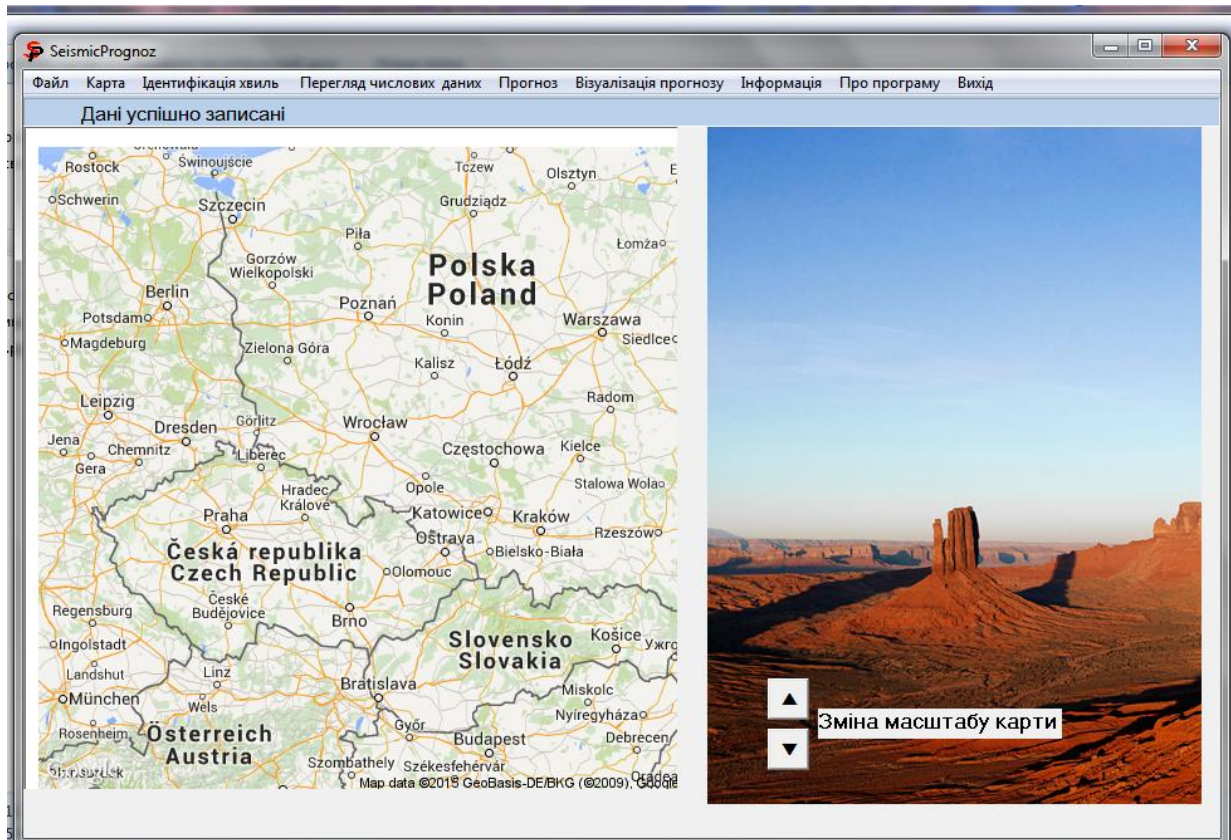 SeismicPrognoz
Файл Карта Ідентифікація хвиль Перегляд числових даних Прогноз Візуалізація прогнозу Інформація Про програму Вихід
Дані успішно записані
Rostock
Świnoujście
Tczew
Olsztyn
Schwerin
Szczecin
Grudziądz
Piła
Łomża
Gorzów
Wielkopolski
Polska
Poland
Berlin
Poznań
Potsdam
Konin
Warszawa
Siedlce
Magdeburg
Zielona Góra
Kalisz
Łódź
Leipzig
Radom
Dresden
Görlitz
Wrocław
Jena
Chemnitz
Gera
Liberec
Częstochowa
Kielce
Hradec
Králové
Opole
Stalowa Wola
Praha
Katowice
Kraków
Rzeszów
Ostrava
Bielsko-Biała
Česká republika
Czech Republic
Olomouc
Regensburg
České
Budějovice
Brno
Ingolstadt
Slovensko
Slovakia
Košice
Landshut
Linz
München
Bratislava
Miskolc
Wels
Nyíregyháza
Rosenheim
Österreich
Austria
Győr
Budapest
Debrecen
Szombathely
Székesfehérvár
Map data ©2015 GeoBasis-DE/BKG (©2009), Google
Зміна масштабу карти